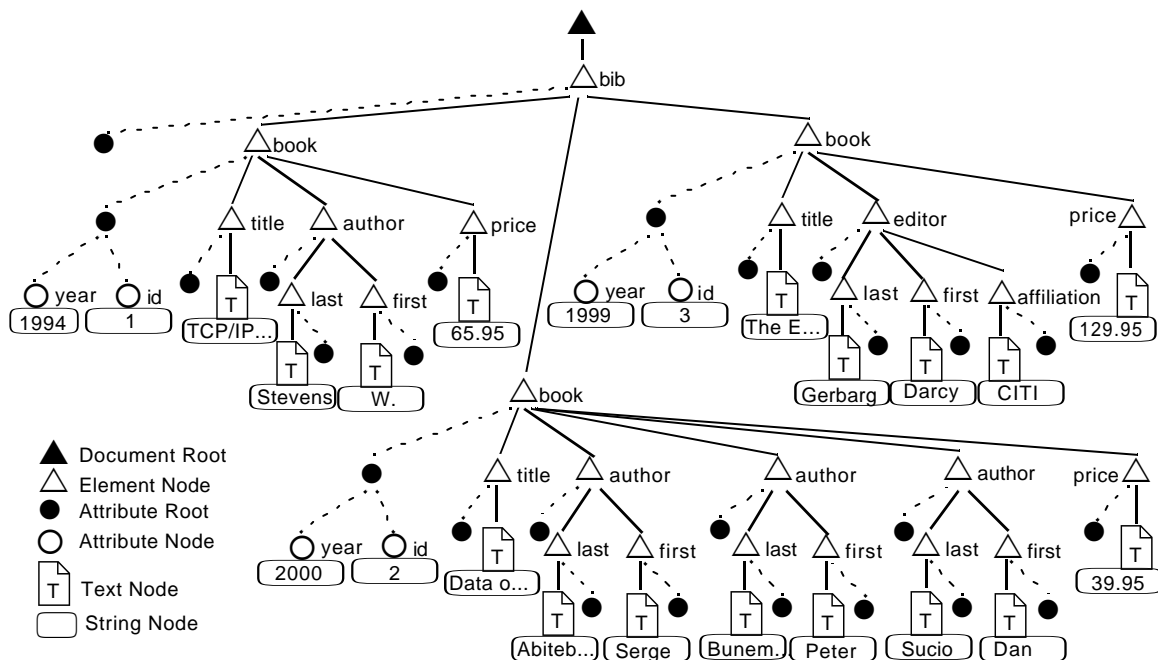 bib
book
book
title
author
price
title
editor
price
year
id
T
last
first
T
year
id
T
last
first
affiliation
T
1994
1
TCP/IP...
65.95
1999
3
The E...
129.95
T
T
T
T
T
Stevens
W.
Gerbarg
Darcy
CITI
book
Document Root
Element Node
Attribute Root
Attribute Node
T
Text Node
String Node
title
author
author
author
price
year
id
T
last
first
last
first
last
first
T
2000
2
Data o...
39.95
T
T
T
T
T
T
Abiteb...
Serge
Bunem...
Peter
Sucio
Dan